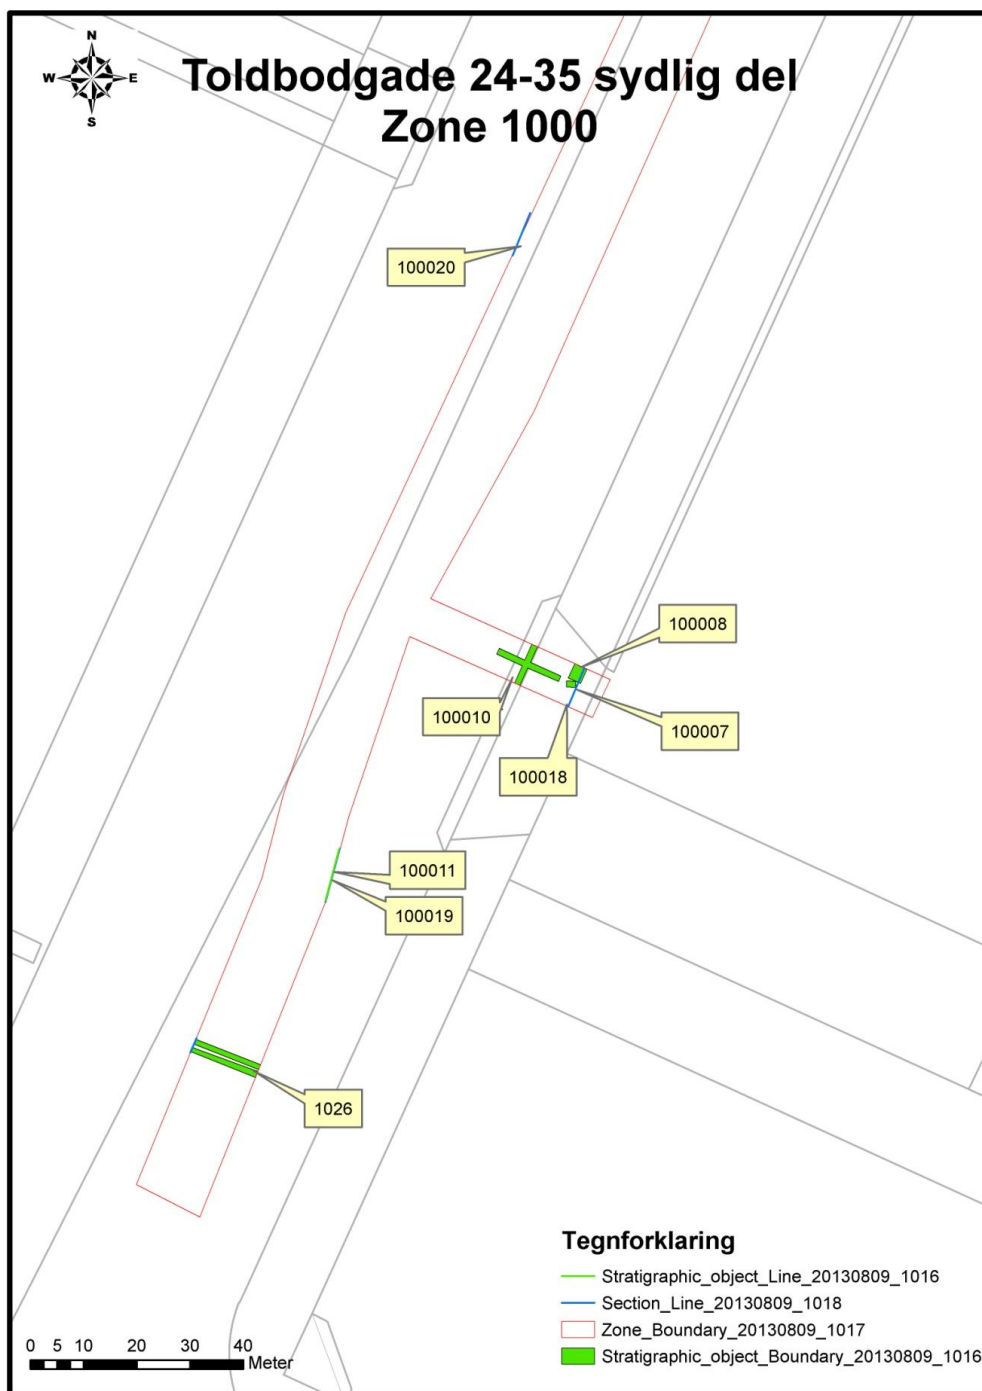 N
W E
S
Toldbodgade 24-35 sydlig del
Zone 1000
100020
100008
100010
100007
100018
100011
100019
1026
Tegnforklaring
Stratigraphic_object_Line_20130809_1016
Section_Line_20130809_1018
Zone_Boundary_20130809_1017
Stratigraphic_object_Boundary_20130809_1016
0 5 10 20 30 40
Meter